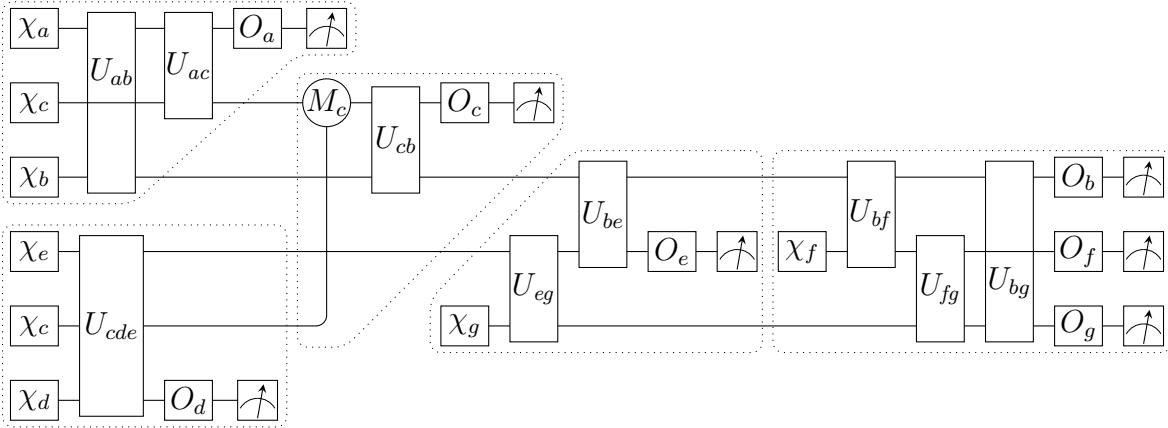 χa Uab Uac Oa
χc Mc Ucb Oc
χb Ube Ubf Ob
χe Ucde Ueg Oe χf Ufg Ubg Of
χc χg Og
χd Od